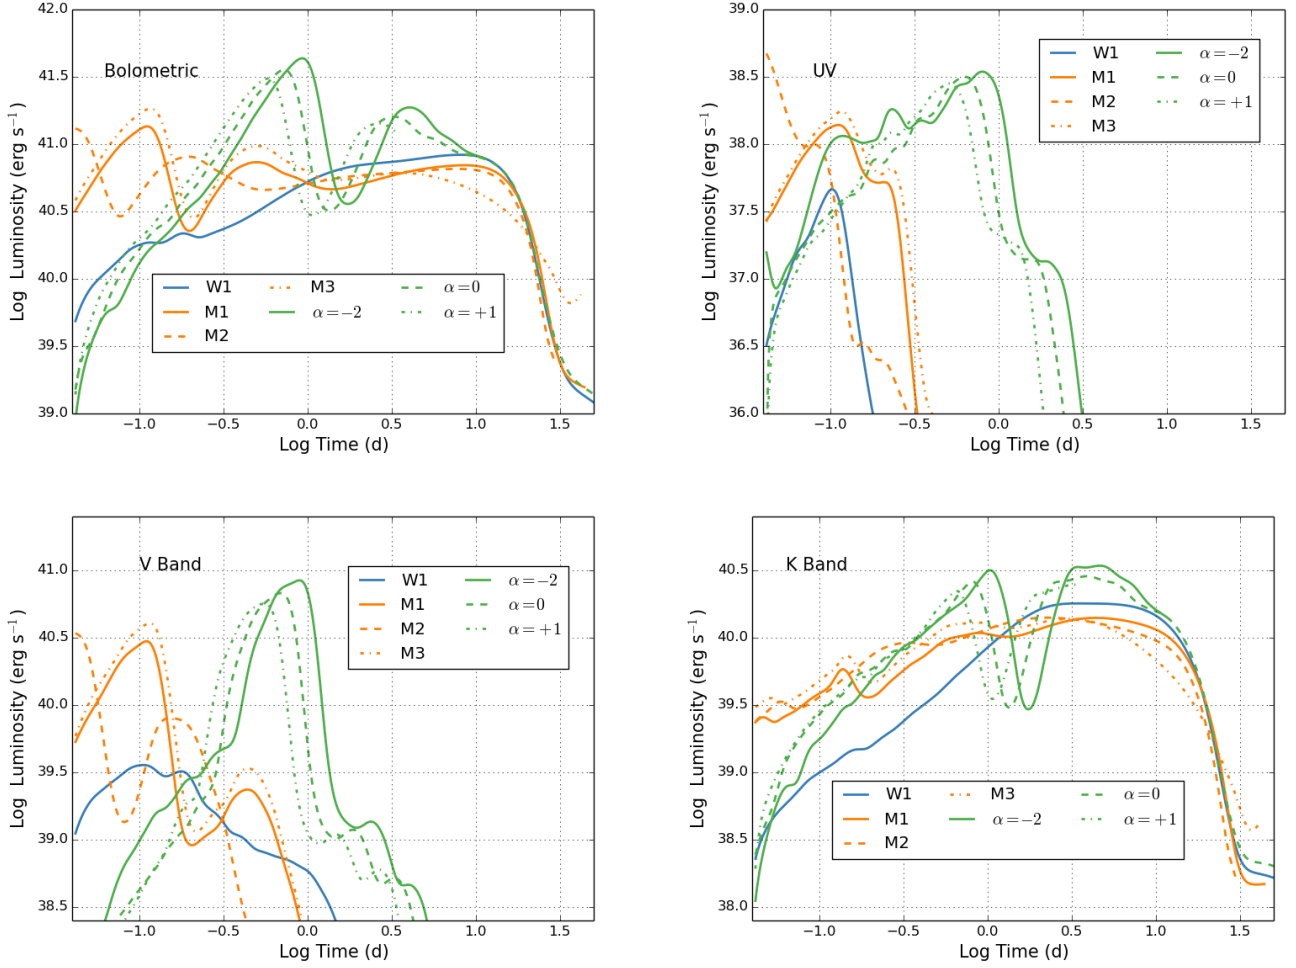 42.0
41.5
41.0
40.5
40.0
39.5
39.0
Log Luminosity (erg s⁻¹)
Bolometric
W1
M1
M2
M3
α=−2
α=0
α=+1
−1.0 −0.5 0.0 0.5 1.0 1.5
Log Time (d)
39.0
38.5
38.0
37.5
37.0
36.5
36.0
Log Luminosity (erg s⁻¹)
UV
W1
M1
M2
M3
α=−2
α=0
α=+1
−1.0 −0.5 0.0 0.5 1.0 1.5
Log Time (d)
41.0
40.5
40.0
39.5
39.0
38.5
Log Luminosity (erg s⁻¹)
V Band
W1
M1
M2
M3
α=−2
α=0
α=+1
−1.0 −0.5 0.0 0.5 1.0 1.5
Log Time (d)
40.5
40.0
39.5
39.0
38.5
38.0
Log Luminosity (erg s⁻¹)
K Band
W1
M1
M2
M3
α=−2
α=0
α=+1
−1.0 −0.5 0.0 0.5 1.0 1.5
Log Time (d)